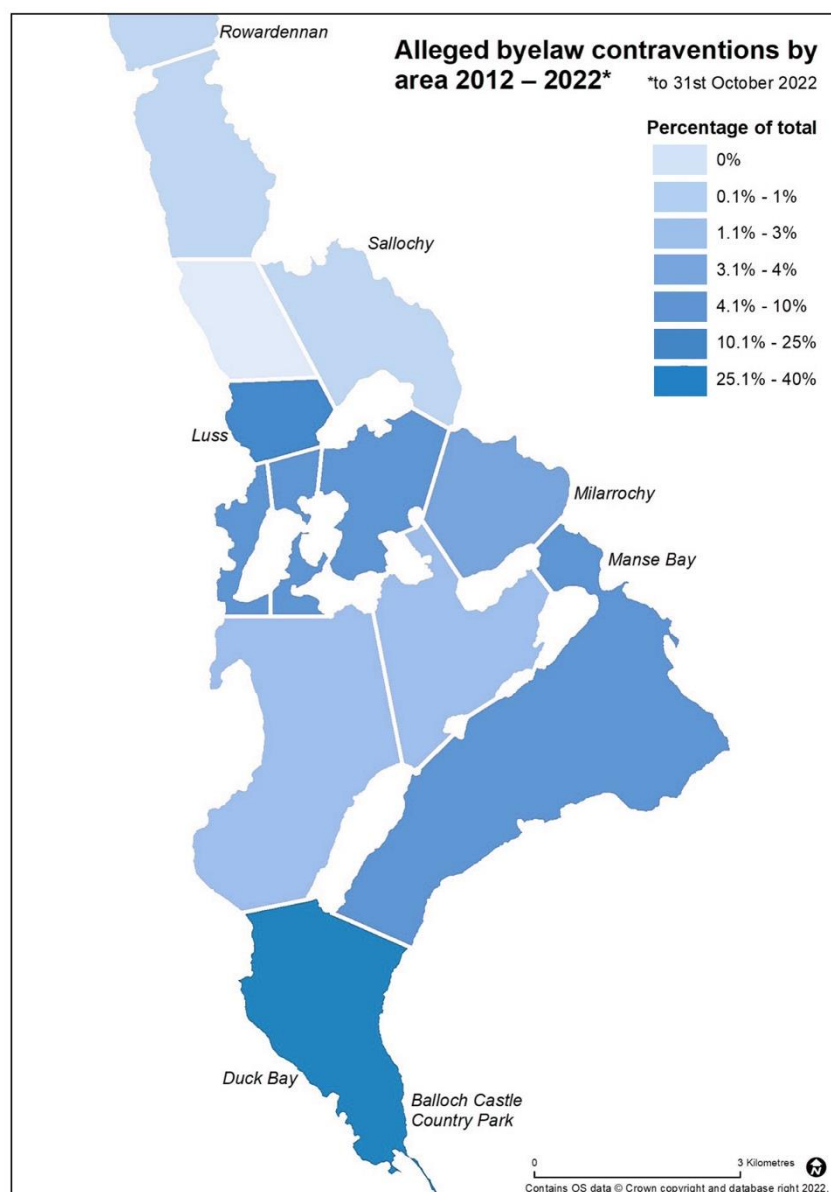 Rowardennan
Alleged byelaw contraventions by
area 2012 – 2022*
*to 31st October 2022
Percentage of total
0%
0.1% - 1%
1.1% - 3%
3.1% - 4%
4.1% - 10%
10.1% - 25%
25.1% - 40%
Sallochy
Luss
Milarrochy
Manse Bay
Duck Bay
Balloch Castle
Country Park
0
3 Kilometres
Contains OS data © Crown copyright and database right 2022.